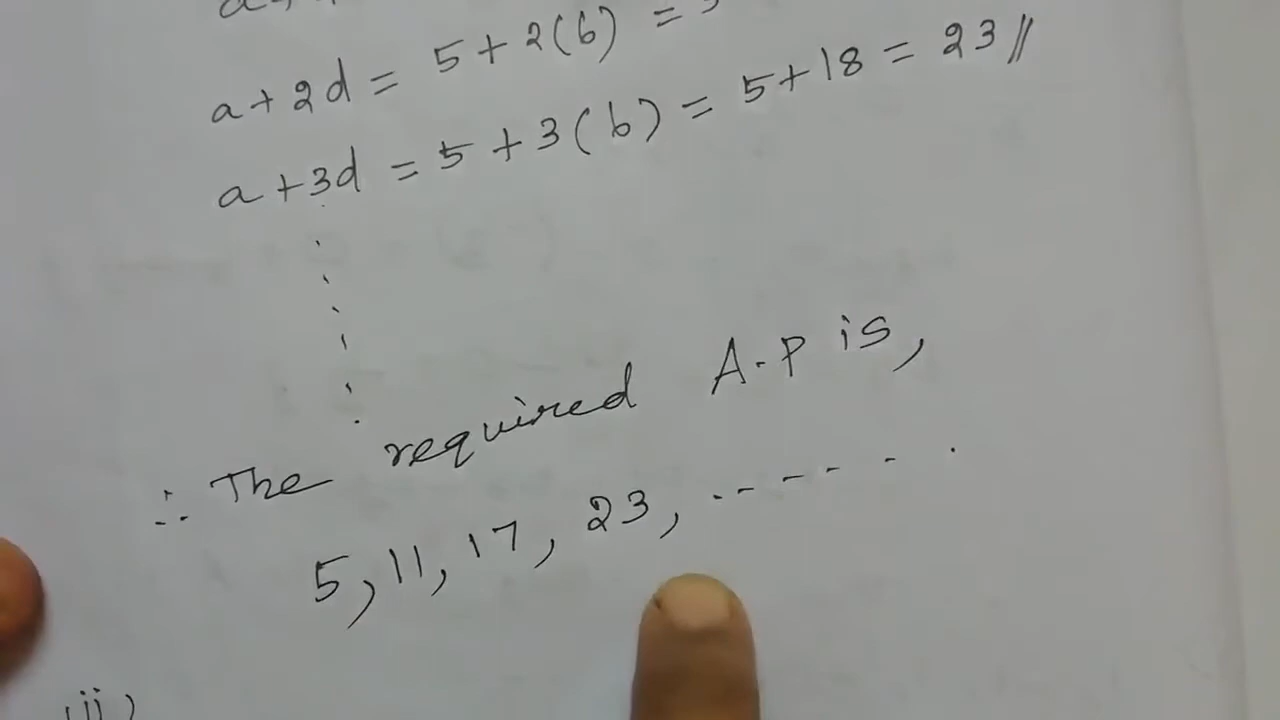 a + 2d = 5 + 2(6) =
a + 3d = 5 + 3(6) = 5 + 18 = 23 //
∴ The required A.P is,
5, 11, 17, 23, .......
ii)